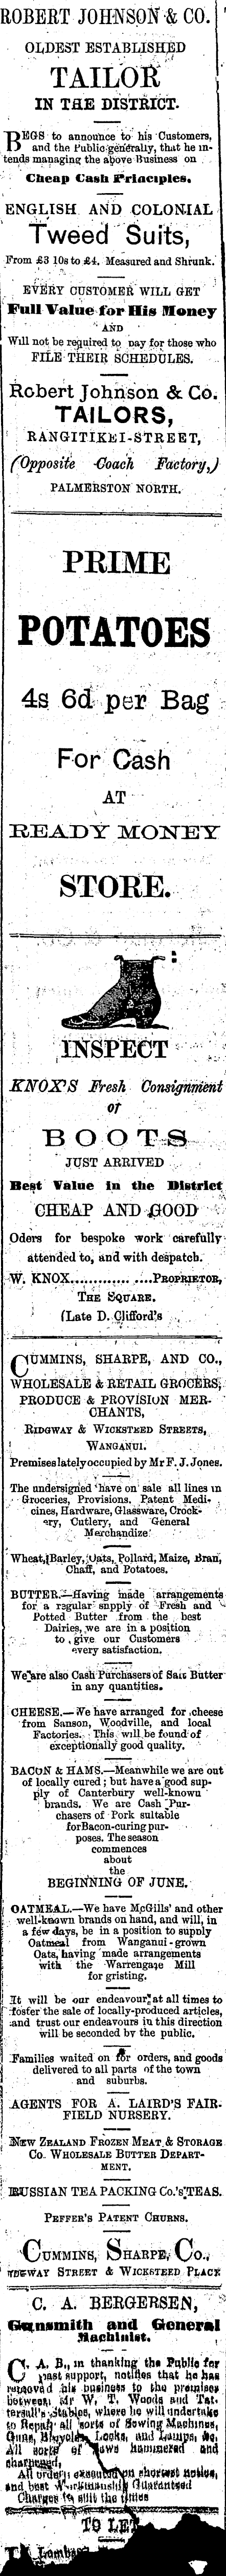 ROBERT JOHNSON & CO.
OLDEST ESTABLISHED
TAILOR
IN THE DISTRICT.
BEGS to announce to his Customers,
and the Public generally, that he in-
tends managing the above Business on
Cheap Cash Principles.
ENGLISH AND COLONIAL
Tweed Suits,
From £3 10s to £4. Measured and Shrunk.
EVERY CUSTOMER WILL GET
Full Value for His Money
AND
Will not be required to pay for those who
FILE THEIR SCHEDULES.
Robert Johnson & Co.
TAILORS,
RANGITIKEI-STREET,
(Opposite Coach Factory,)
PALMERSTON NORTH.
PRIME
POTATOES
4s 6d per Bag
For Cash
AT
READY MONEY
STORE.
INSPECT
KNOX'S Fresh Consignment
OF
BOOTS
JUST ARRIVED
Best Value in the District
CHEAP AND GOOD
Oders for bespoke work carefully
attended to, and with despatch.
W. KNOX.................PROPRIETOR,
THE SQUARE.
(Late D. Clifford's
CUMMINS, SHARPE, AND CO.,
WHOLESALE & RETAIL GROCERS,
PRODUCE & PROVISION MER-
CHANTS,
RIDGWAY & WICKSTEED STREETS,
WANGANUI.
Premises lately occupied by Mr F. J. Jones.
The undersigned have on sale all lines in
Groceries, Provisions, Patent Medi-
cines, Hardware, Glassware, Crock-
ery, Cutlery, and General
Merchandize
Wheat, Barley, Oats, Pollard, Maize, Bran,
Chaff, and Potatoes.
BUTTER.—Having made arrangements
for a regular supply of Fresh and
Potted Butter from the best
Dairies, we are in a position
to give our Customers
every satisfaction.
We are also Cash Purchasers of Salt Butter
in any quantities.
CHEESE.—We have arranged for cheese
from Sanson, Woodville, and local
Factories. This will be found of
exceptionally good quality.
BACON & HAMS.—Meanwhile we are out
of locally cured; but have a good sup-
ply of Canterbury well-known
brands. We are Cash Pur-
chasers of Pork suitable
for Bacon-curing pur-
poses. The season
commences
about
the
BEGINNING OF JUNE.
OATMEAL.—We have McGills' and other
well-known brands on hand, and will, in
a few days, be in a position to supply
Oatmeal from Wanganui-grown
Oats, having made arrangements
with the Warrengate Mill
for gristing.
It will be our endeavour at all times to
foster the sale of locally-produced articles,
and trust our endeavours in this direction
will be seconded by the public.
Families waited on for orders, and goods
delivered to all parts of the town
and suburbs.
AGENTS FOR A. LAIRD'S FAIR-
FIELD NURSERY.
NEW ZEALAND FROZEN MEAT & STORAGE
CO. WHOLESALE BUTTER DEPART-
MENT.
RUSSIAN TEA PACKING Co.'s TEAS.
PEFFER'S PATENT CHURNS.
CUMMINS, SHARPE, Co.,
STREET & WICKSTEED PLACE
C. A. BERGERSEN,
Gunsmith and General
Machinist.
C. A. B., in thanking the Public for
past support, notifies that he has
removed his business to the premises
between Mr W. T. Woods and Tat-
tersall's Stables, where he will undertake
to Repair all sorts of Sewing Machines,
Guns, Bicycles, Locks, and Lamps, &c.
All sorts of Saws hammered and
sharpened,
All orders executed on shortest notice,
and best Workmanship Guaranteed
Charges to suit the times
TO LET